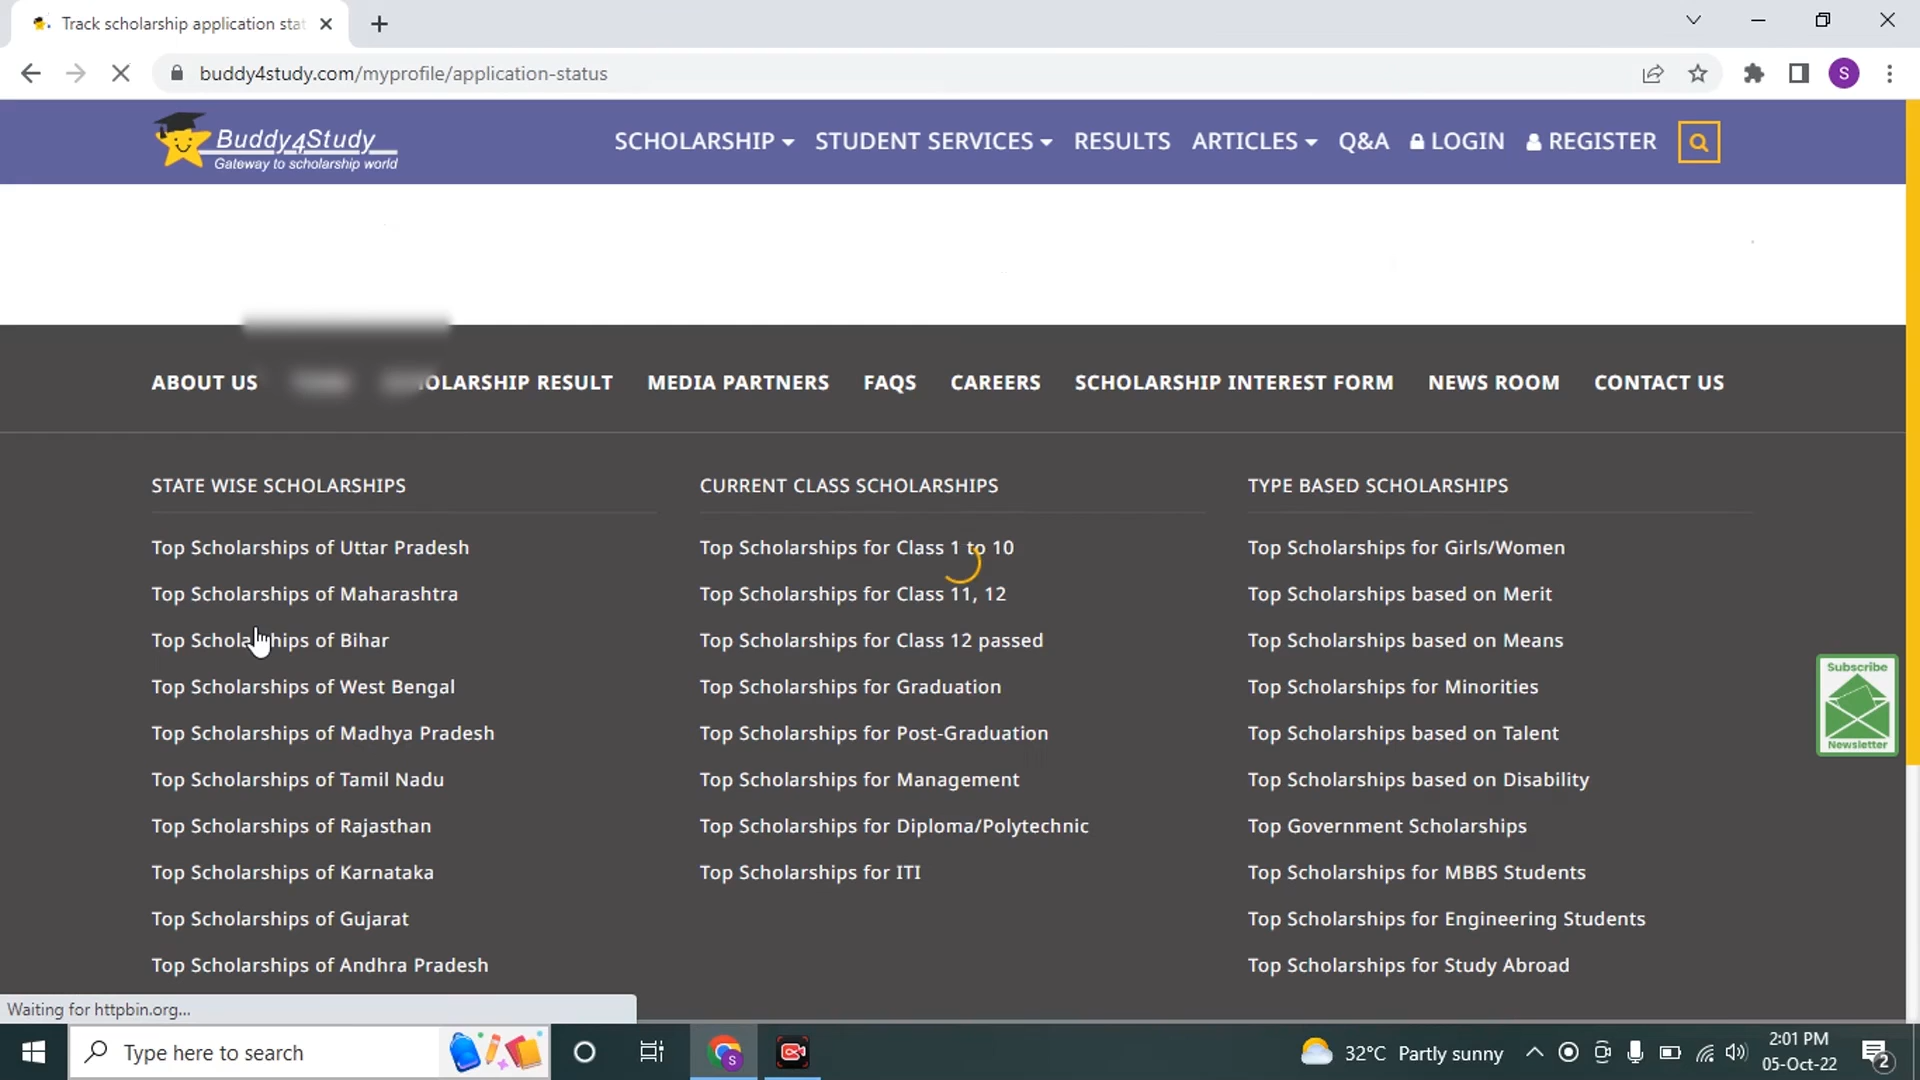 Track scholarship application stat
buddy4study.com/myprofile/application-status
S
Buddy4Study
Gateway to scholarship world
SCHOLARSHIP STUDENT SERVICES RESULTS ARTICLES Q&A LOGIN REGISTER
ABOUT US OLARSHIP RESULT MEDIA PARTNERS FAQS CAREERS SCHOLARSHIP INTEREST FORM NEWS ROOM CONTACT US
STATE WISE SCHOLARSHIPS
Top Scholarships of Uttar Pradesh
Top Scholarships of Maharashtra
Top Scholarships of Bihar
Top Scholarships of West Bengal
Top Scholarships of Madhya Pradesh
Top Scholarships of Tamil Nadu
Top Scholarships of Rajasthan
Top Scholarships of Karnataka
Top Scholarships of Gujarat
Top Scholarships of Andhra Pradesh
CURRENT CLASS SCHOLARSHIPS
Top Scholarships for Class 1 to 10
Top Scholarships for Class 11, 12
Top Scholarships for Class 12 passed
Top Scholarships for Graduation
Top Scholarships for Post-Graduation
Top Scholarships for Management
Top Scholarships for Diploma/Polytechnic
Top Scholarships for ITI
TYPE BASED SCHOLARSHIPS
Top Scholarships for Girls/Women
Top Scholarships based on Merit
Top Scholarships based on Means
Top Scholarships for Minorities
Top Scholarships based on Talent
Top Scholarships based on Disability
Top Government Scholarships
Top Scholarships for MBBS Students
Top Scholarships for Engineering Students
Top Scholarships for Study Abroad
Subscribe
Newsletter
Waiting for httpbin.org...
Type here to search
S
32°C Partly sunny
2:01 PM
05-Oct-22
2